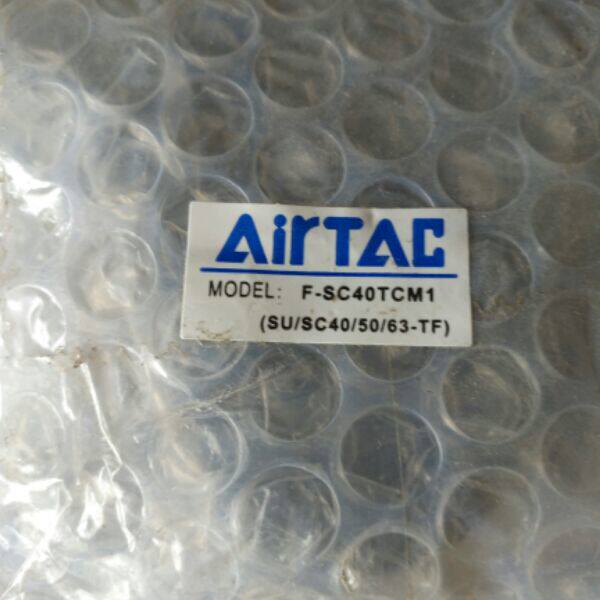 AirTAC
MODEL: F-SC40TCM1
(SU/SC40/50/63-TF)